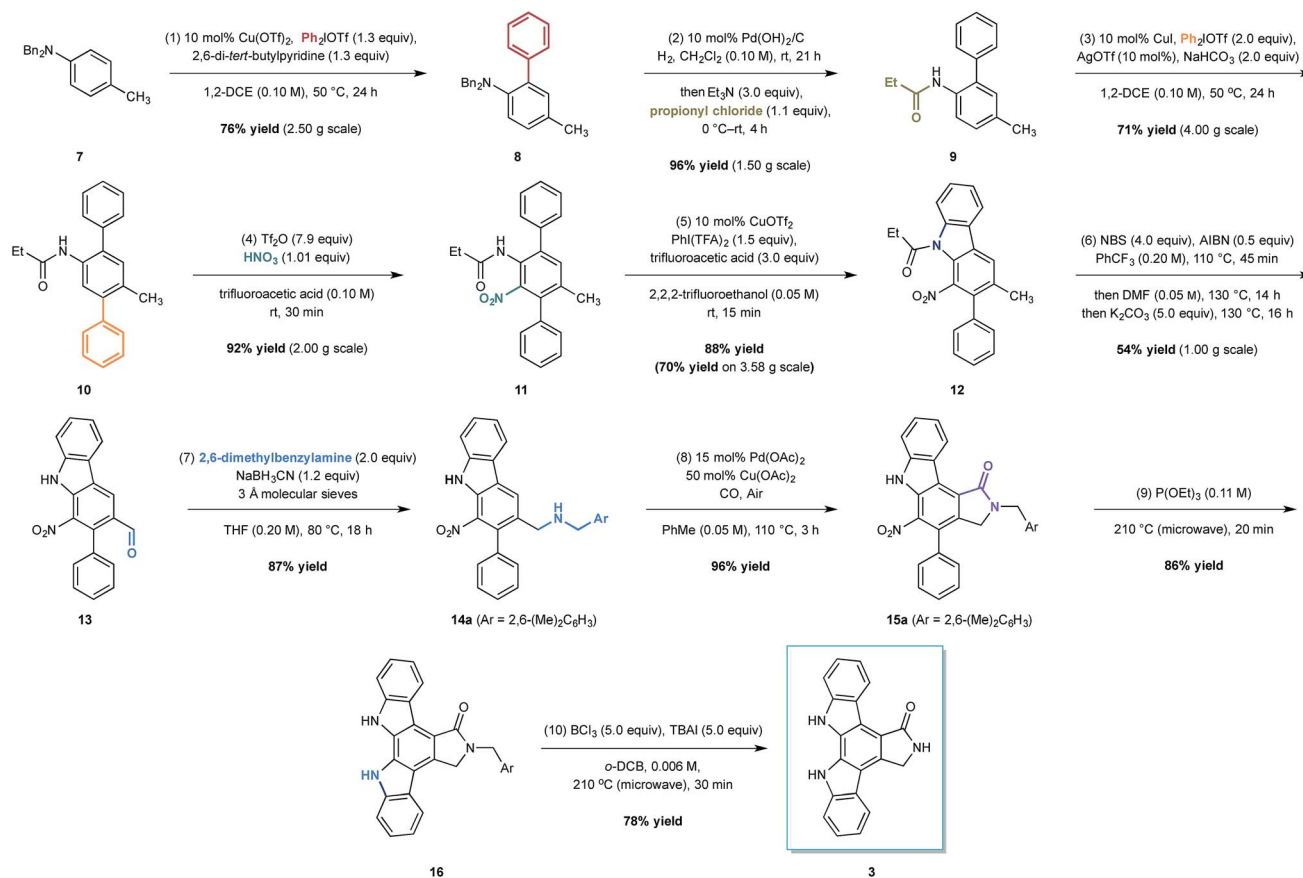 (1) 10 mol% Cu(OTf)2, Ph2IOTf (1.3 equiv),
2,6-di-tert-butylpyridine (1.3 equiv)
1,2-DCE (0.10 M), 50 °C, 24 h
76% yield (2.50 g scale)
Bn2N
CH3
7
Bn2N
CH3
8
(2) 10 mol% Pd(OH)2/C
H2, CH2Cl2 (0.10 M), rt, 21 h
then Et3N (3.0 equiv),
propionyl chloride (1.1 equiv),
0 °C–rt, 4 h
96% yield (1.50 g scale)
Et
H
N
O
CH3
9
(3) 10 mol% CuI, Ph2IOTf (2.0 equiv),
AgOTf (10 mol%), NaHCO3 (2.0 equiv)
1,2-DCE (0.10 M), 50 ºC, 24 h
71% yield (4.00 g scale)
Et
H
N
O
CH3
10
(4) Tf2O (7.9 equiv)
HNO3 (1.01 equiv)
trifluoroacetic acid (0.10 M)
rt, 30 min
92% yield (2.00 g scale)
Et
H
N
O
O2N
CH3
11
(5) 10 mol% CuOTf2
PhI(TFA)2 (1.5 equiv),
trifluoroacetic acid (3.0 equiv)
2,2,2-trifluoroethanol (0.05 M)
rt, 15 min
88% yield
(70% yield on 3.58 g scale)
Et
N
O
O2N
CH3
12
(6) NBS (4.0 equiv), AIBN (0.5 equiv)
PhCF3 (0.20 M), 110 °C, 45 min
then DMF (0.05 M), 130 °C, 14 h
then K2CO3 (5.0 equiv), 130 °C, 16 h
54% yield (1.00 g scale)
HN
O2N
O
13
(7) 2,6-dimethylbenzylamine (2.0 equiv)
NaBH3CN (1.2 equiv)
3 Å molecular sieves
THF (0.20 M), 80 °C, 18 h
87% yield
HN
O2N
H
N
Ar
14a (Ar = 2,6-(Me)2C6H3)
(8) 15 mol% Pd(OAc)2
50 mol% Cu(OAc)2
CO, Air
PhMe (0.05 M), 110 °C, 3 h
96% yield
O
HN
N
O2N
Ar
15a (Ar = 2,6-(Me)2C6H3)
(9) P(OEt)3 (0.11 M)
210 °C (microwave), 20 min
86% yield
O
HN
N
HN
Ar
16
(10) BCl3 (5.0 equiv), TBAI (5.0 equiv)
o-DCB, 0.006 M,
210 ºC (microwave), 30 min
78% yield
O
HN
NH
HN
3